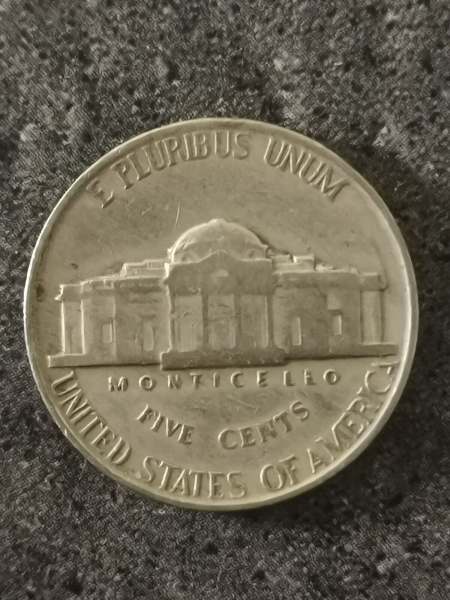 E PLURIBUS UNUM
MONTICELLO
FIVE CENTS
UNITED STATES OF AMERICA